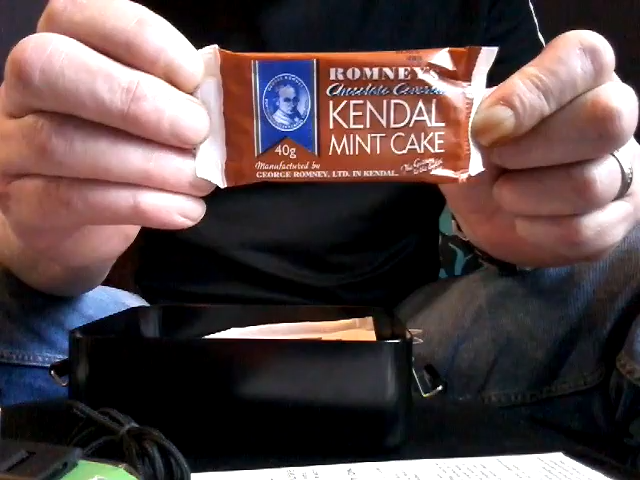 ROMNEY'S
Chocolate Covered
KENDAL
MINT CAKE
40g
Manufactured by
GEORGE ROMNEY, LTD. IN KENDAL.